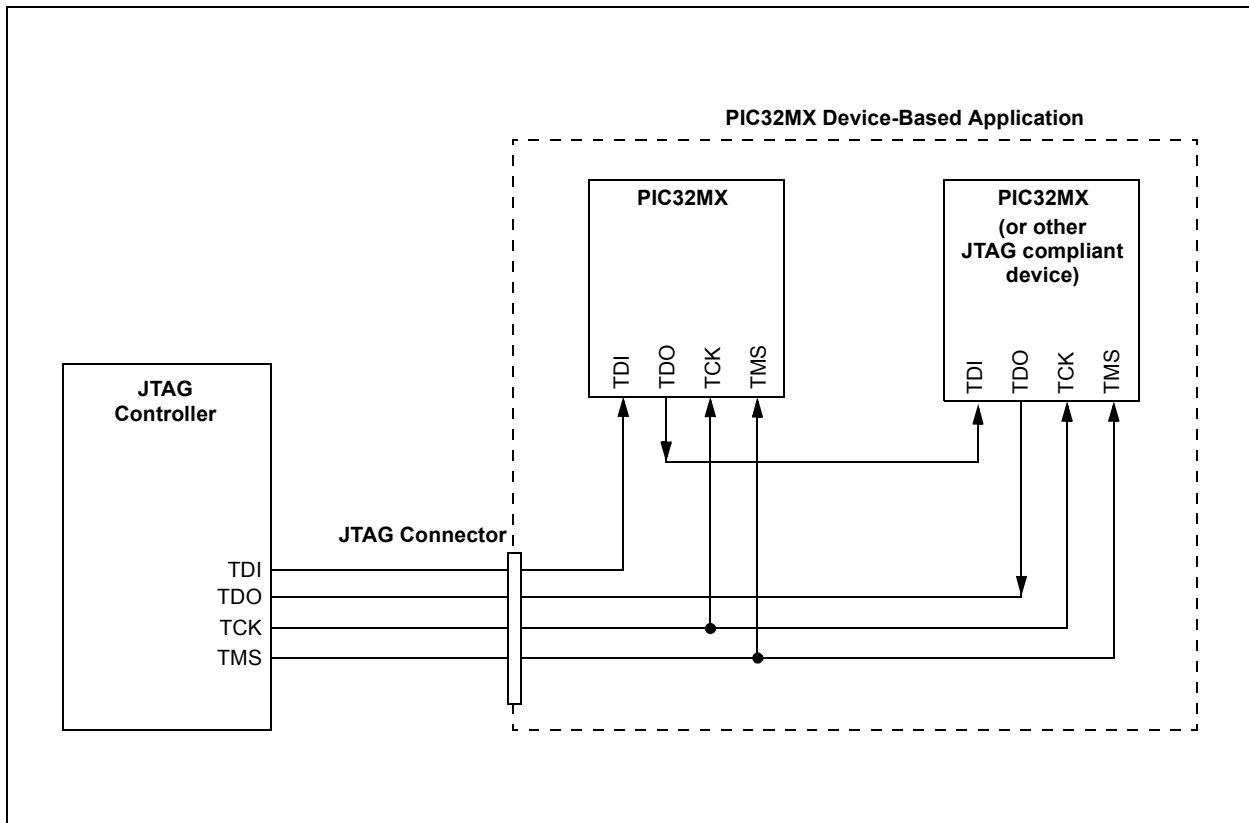 PIC32MX Device-Based Application
PIC32MX
TDI
TDO
TCK
TMS
PIC32MX
(or other
JTAG compliant
device)
TDI
TDO
TCK
TMS
JTAG
Controller
JTAG Connector
TDI
TDO
TCK
TMS